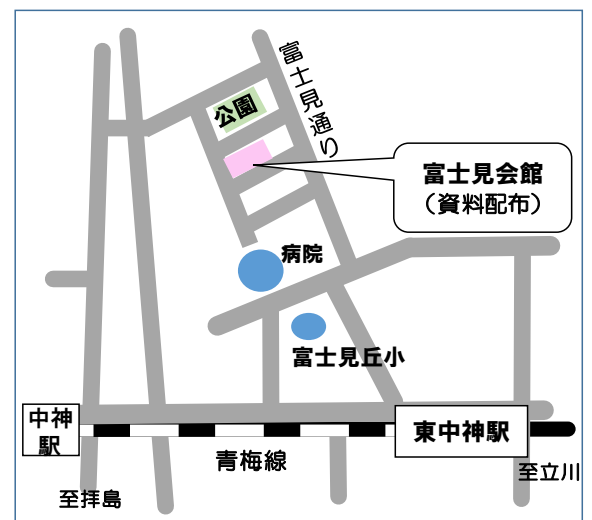 富士見通り
公園
富士見会館
（資料配布）
病院
富士見丘小
中神
駅
東中神駅
青梅線
至立川
至拝島